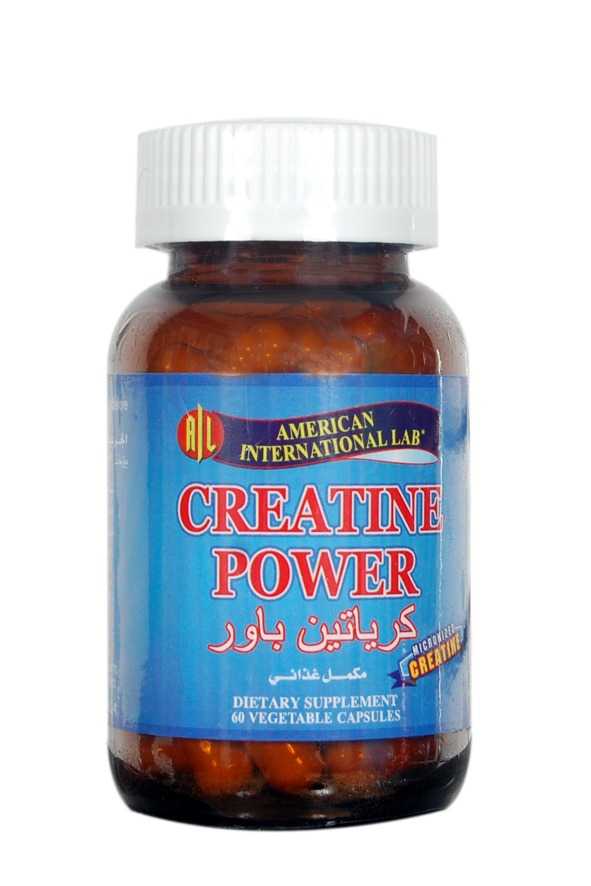 AIL
AMERICAN
INTERNATIONAL LAB®
CREATINE
POWER
كرياتين باور
MICRONIZED
CREATINE
مكمل غذائي
DIETARY SUPPLEMENT
60 VEGETABLE CAPSULES